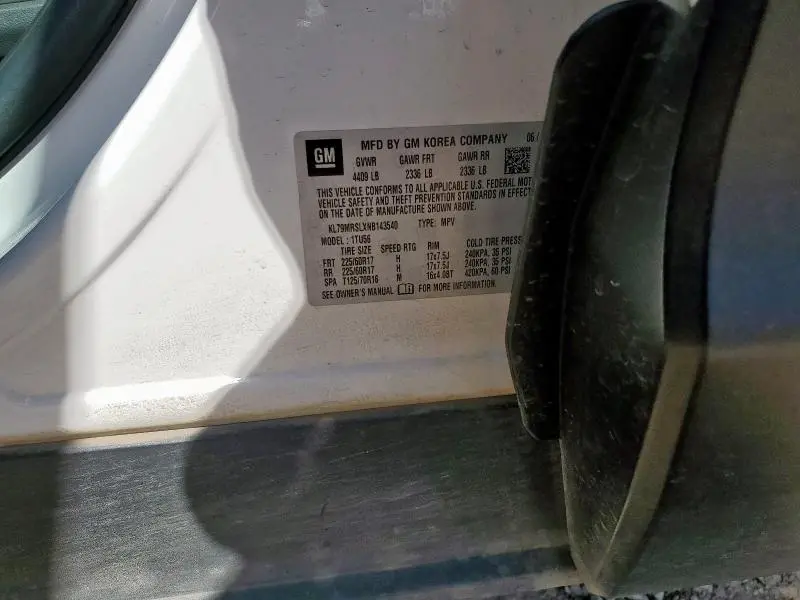 GM
MFD BY GM KOREA COMPANY 06/
GVWR GAWR FRT GAWR RR
4409 LB 2336 LB 2336 LB
THIS VEHICLE CONFORMS TO ALL APPLICABLE U.S. FEDERAL MOT
VEHICLE SAFETY AND THEFT PREVENTION STANDARDS IN EFFECT
ON THE DATE OF MANUFACTURE SHOWN ABOVE.
KL79MRSLXNB143540 TYPE: MPV
MODEL: 1TU56
TIRE SIZE SPEED RTG RIM COLD TIRE PRESS
FRT 225/60R17 H 17x7.5J 240KPA, 35 PSI
RR 225/60R17 H 17x7.5J 240KPA, 35 PSI
SPA T125/70R16 M 16x4.0BT 420KPA, 60 PSI
SEE OWNER'S MANUAL FOR MORE INFORMATION.